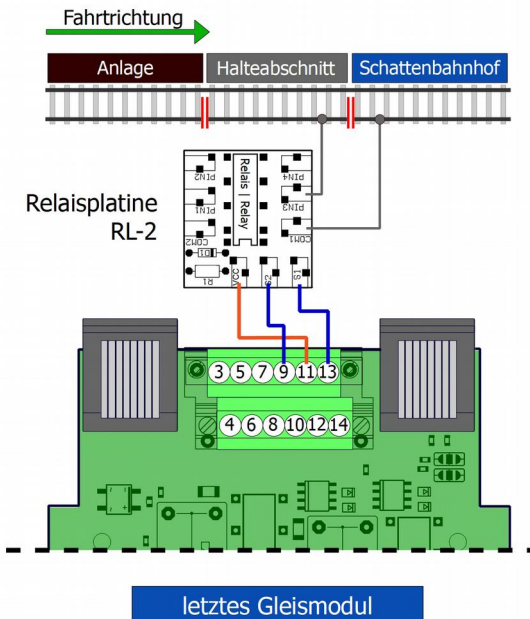 Fahrtrichtung
Anlage
Halteabschnitt
Schattenbahnhof
Relaisplatine
RL-2
PIN2
PIN1
COM2
Relais | Relay
PIN4
PIN3
COM1
D1
R1
VCC
S2
S1
3 5 7 9 11 13
4 6 8 10 12 14
letztes Gleismodul